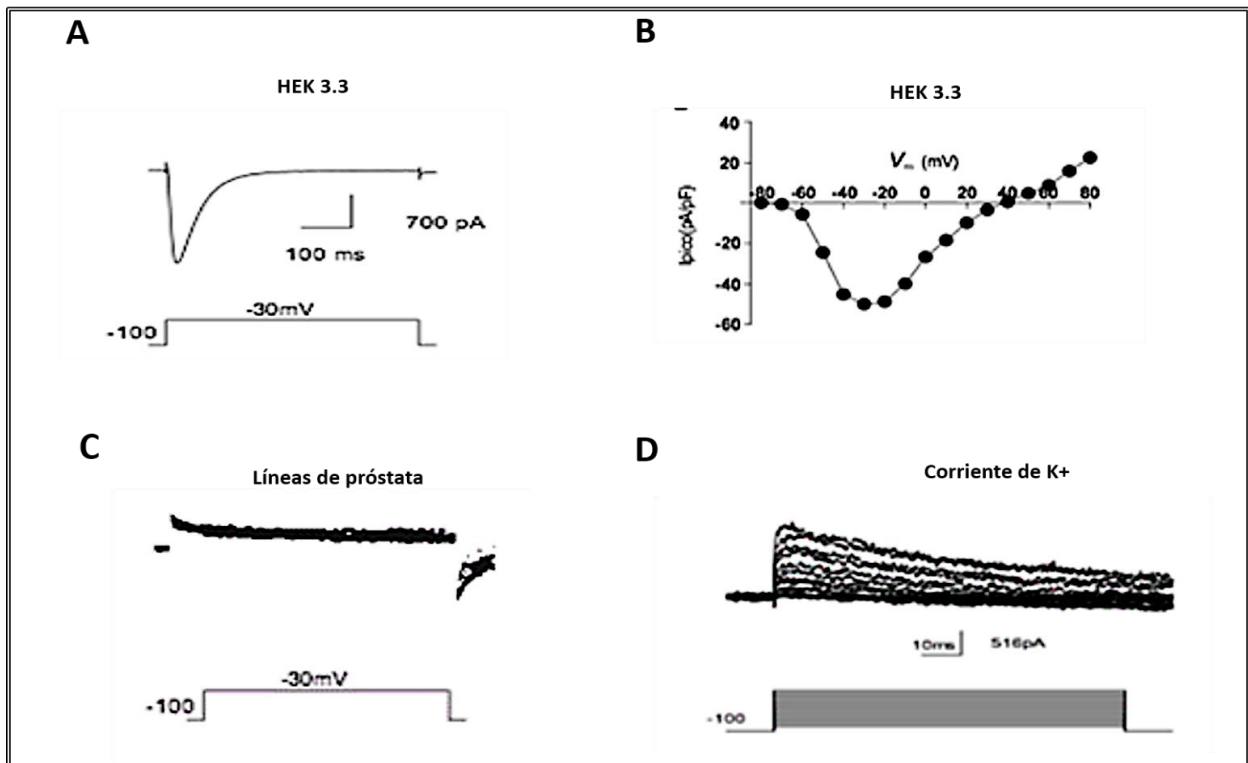 A
HEK 3.3
700 pA
100 ms
-30mV
-100
B
HEK 3.3
40
20
-20
-40
-60
Vm (mV)
-80 -60 -40 -20 0 20 40 60 80
Ipico(pA/pF)
C
Líneas de próstata
-30mV
-100
D
Corriente de K+
10ms 516pA
-100